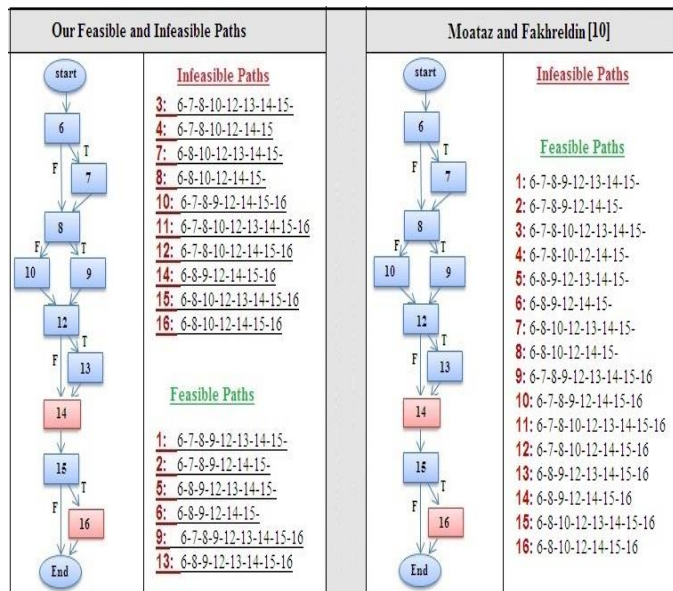 Our Feasible and Infeasible Paths
start
6
T
F
7
8
F
T
10
9
12
T
F
13
14
15
T
F
16
End
Infeasible Paths
3: 6-7-8-10-12-13-14-15-
4: 6-7-8-10-12-14-15
7: 6-8-10-12-13-14-15-
8: 6-8-10-12-14-15-
10: 6-7-8-9-12-14-15-16
11: 6-7-8-10-12-13-14-15-16
12: 6-7-8-10-12-14-15-16
14: 6-8-9-12-14-15-16
15: 6-8-10-12-13-14-15-16
16: 6-8-10-12-14-15-16
Feasible Paths
1: 6-7-8-9-12-13-14-15-
2: 6-7-8-9-12-14-15-
5: 6-8-9-12-13-14-15-
6: 6-8-9-12-14-15-
9: 6-7-8-9-12-13-14-15-16
13: 6-8-9-12-13-14-15-16
Moataz and Fakhreldin [10]
start
6
T
F
7
8
F
T
10
9
12
T
F
13
14
15
T
F
16
End
Infeasible Paths
Feasible Paths
1: 6-7-8-9-12-13-14-15-
2: 6-7-8-9-12-14-15-
3: 6-7-8-10-12-13-14-15-
4: 6-7-8-10-12-14-15-
5: 6-8-9-12-13-14-15-
6: 6-8-9-12-14-15-
7: 6-8-10-12-13-14-15-
8: 6-8-10-12-14-15-
9: 6-7-8-9-12-13-14-15-16
10: 6-7-8-9-12-14-15-16
11: 6-7-8-10-12-13-14-15-16
12: 6-7-8-10-12-14-15-16
13: 6-8-9-12-13-14-15-16
14: 6-8-9-12-14-15-16
15: 6-8-10-12-13-14-15-16
16: 6-8-10-12-14-15-16